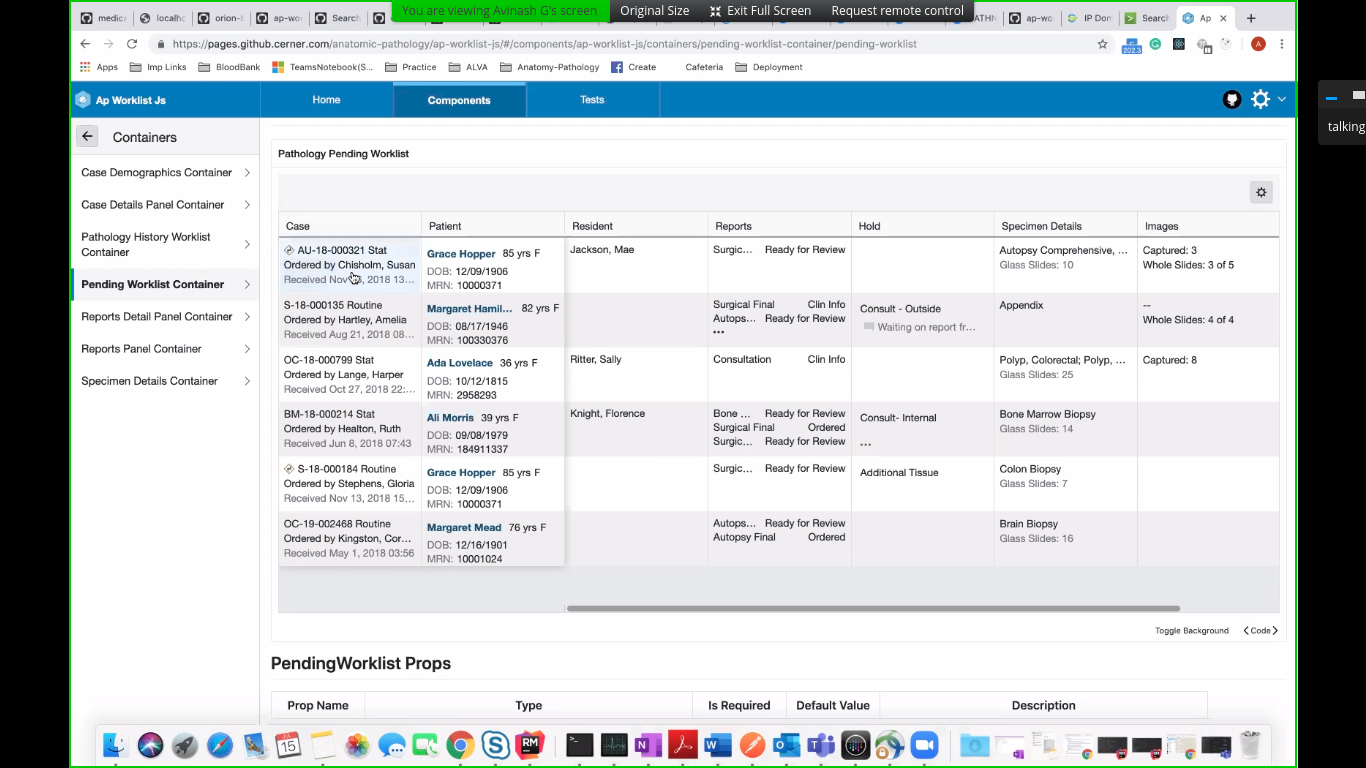 You are viewing Avinash G's screen Original Size Exit Full Screen Request remote control
medica localho orion- ap-wo Search ATHN ap-wo IP Dom Search Ap
https://pages.github.cerner.com/anatomic-pathology/ap-worklist-js/#/components/ap-worklist-js/containers/pending-worklist-container/pending-worklist
Apps Imp Links BloodBank TeamsNotebook(S... Practice ALVA Anatomy-Pathology Create Cafeteria Deployment
Ap Worklist Js Home Components Tests
talking
Containers
Case Demographics Container
Case Details Panel Container
Pathology History Worklist
Container
Pending Worklist Container
Reports Detail Panel Container
Reports Panel Container
Specimen Details Container
Pathology Pending Worklist
Case Patient Resident Reports Hold Specimen Details Images
AU-18-000321 Stat
Ordered by Chisholm, Susan
Received Nov 13...
Grace Hopper 85 yrs F
DOB: 12/09/1906
MRN: 10000371
Jackson, Mae
Surgic... Ready for Review
Autopsy Comprehensive, ...
Glass Slides: 10
Captured: 3
Whole Slides: 3 of 5
S-18-000135 Routine
Ordered by Hartley, Amelia
Received Aug 21, 2018 08...
Margaret Hamil... 82 yrs F
DOB: 08/17/1946
MRN: 100330376
Surgical Final Clin Info
Autops... Ready for Review
•••
Consult - Outside
Waiting on report fr...
Appendix
--
Whole Slides: 4 of 4
OC-18-000799 Stat
Ordered by Lange, Harper
Received Oct 27, 2018 22:...
Ada Lovelace 36 yrs F
DOB: 10/12/1815
MRN: 2958293
Ritter, Sally
Consultation Clin Info
Polyp, Colorectal; Polyp, ...
Glass Slides: 25
Captured: 8
BM-18-000214 Stat
Ordered by Healton, Ruth
Received Jun 8, 2018 07:43
Ali Morris 39 yrs F
DOB: 09/08/1979
MRN: 184911337
Knight, Florence
Bone ... Ready for Review
Surgical Final Ordered
Surgic... Ready for Review
Consult- Internal
•••
Bone Marrow Biopsy
Glass Slides: 14
S-18-000184 Routine
Ordered by Stephens, Gloria
Received Nov 13, 2018 15...
Grace Hopper 85 yrs F
DOB: 12/09/1906
MRN: 10000371
Surgic... Ready for Review
Additional Tissue
Colon Biopsy
Glass Slides: 7
OC-19-002468 Routine
Ordered by Kingston, Cor...
Received May 1, 2018 03:56
Margaret Mead 76 yrs F
DOB: 12/16/1901
MRN: 10001024
Autops... Ready for Review
Autopsy Final Ordered
Brain Biopsy
Glass Slides: 16
Toggle Background <Code>
PendingWorklist Props
Prop Name Type Is Required Default Value Description
15